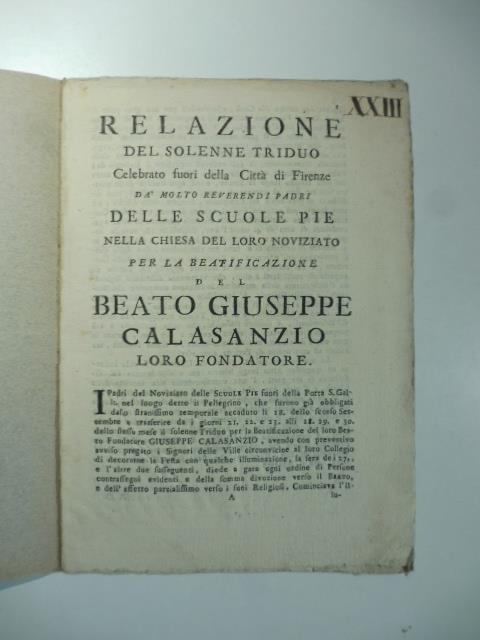 XXIII
RELAZIONE
DEL SOLENNE TRIDUO
Celebrato fuori della Città di Firenze
DA' MOLTO REVERENDI PADRI
DELLE SCUOLE PIE
NELLA CHIESA DEL LORO NOVIZIATO
PER LA BEATIFICAZIONE
DEL
BEATO GIUSEPPE
CALASANZIO
LORO FONDATORE.
I Padri del Noviziato delle SCUOLE PIE fuori della Porta S. Gal-
lo, nel luogo detto il Pellegrino, che furono già obbligati
dallo stranissimo temporale accaduto li 18. dello scorso Set-
tembre a trasferire da i giorni 21. 22. e 23. alli 28. 29. e 30.
dello stesso mese il solenne Triduo per la Beatificazione del loro Bea-
to Fondatore GIUSEPPE CALASANZIO, avendo con preventivo
avviso pregato i Signori delle Ville circonvicine al loro Collegio
di decorarne la Festa con qualche illuminazione, la sera dei 27.,
e l'altre due susseguenti, diede a gara ogni ordine di Persone
contrassegni evidenti e della somma divozione verso il BEATO,
e dell' affetto parzialissimo verso i suoi Religiosi. Cominciava l'il-
A lu-